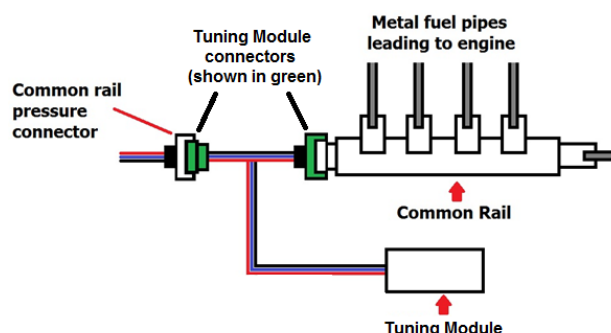 Metal fuel pipes
leading to engine
Tuning Module
connectors
(shown in green)
Common rail
pressure
connector
Common Rail
Tuning Module